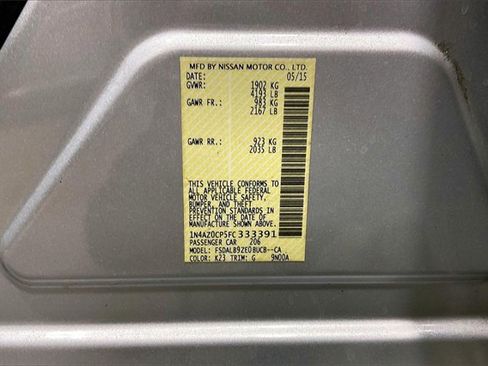 MFD BY NISSAN MOTOR CO., LTD.
DATE: 05/15
GVWR: 1902 KG
4193 LB
GAWR FR.: 983 KG
2167 LB
GAWR RR.: 923 KG
2035 LB
THIS VEHICLE CONFORMS TO
ALL APPLICABLE FEDERAL
MOTOR VEHICLE SAFETY,
BUMPER, AND THEFT
PREVENTION STANDARDS
IN EFFECT ON THE DATE OF
MANUFACTURE SHOWN ABOVE.
1N4AZ0CP5FC333391
PASSENGER CAR 206
MODEL: FSDALB9ZE0BUCB--CA
COLOR: K23 TRIM: G 9N00A